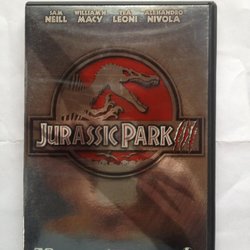 SAM NEILL WILLIAM H. MACY TÉA LEONI ALESSANDRO NIVOLA
JURASSIC PARK III